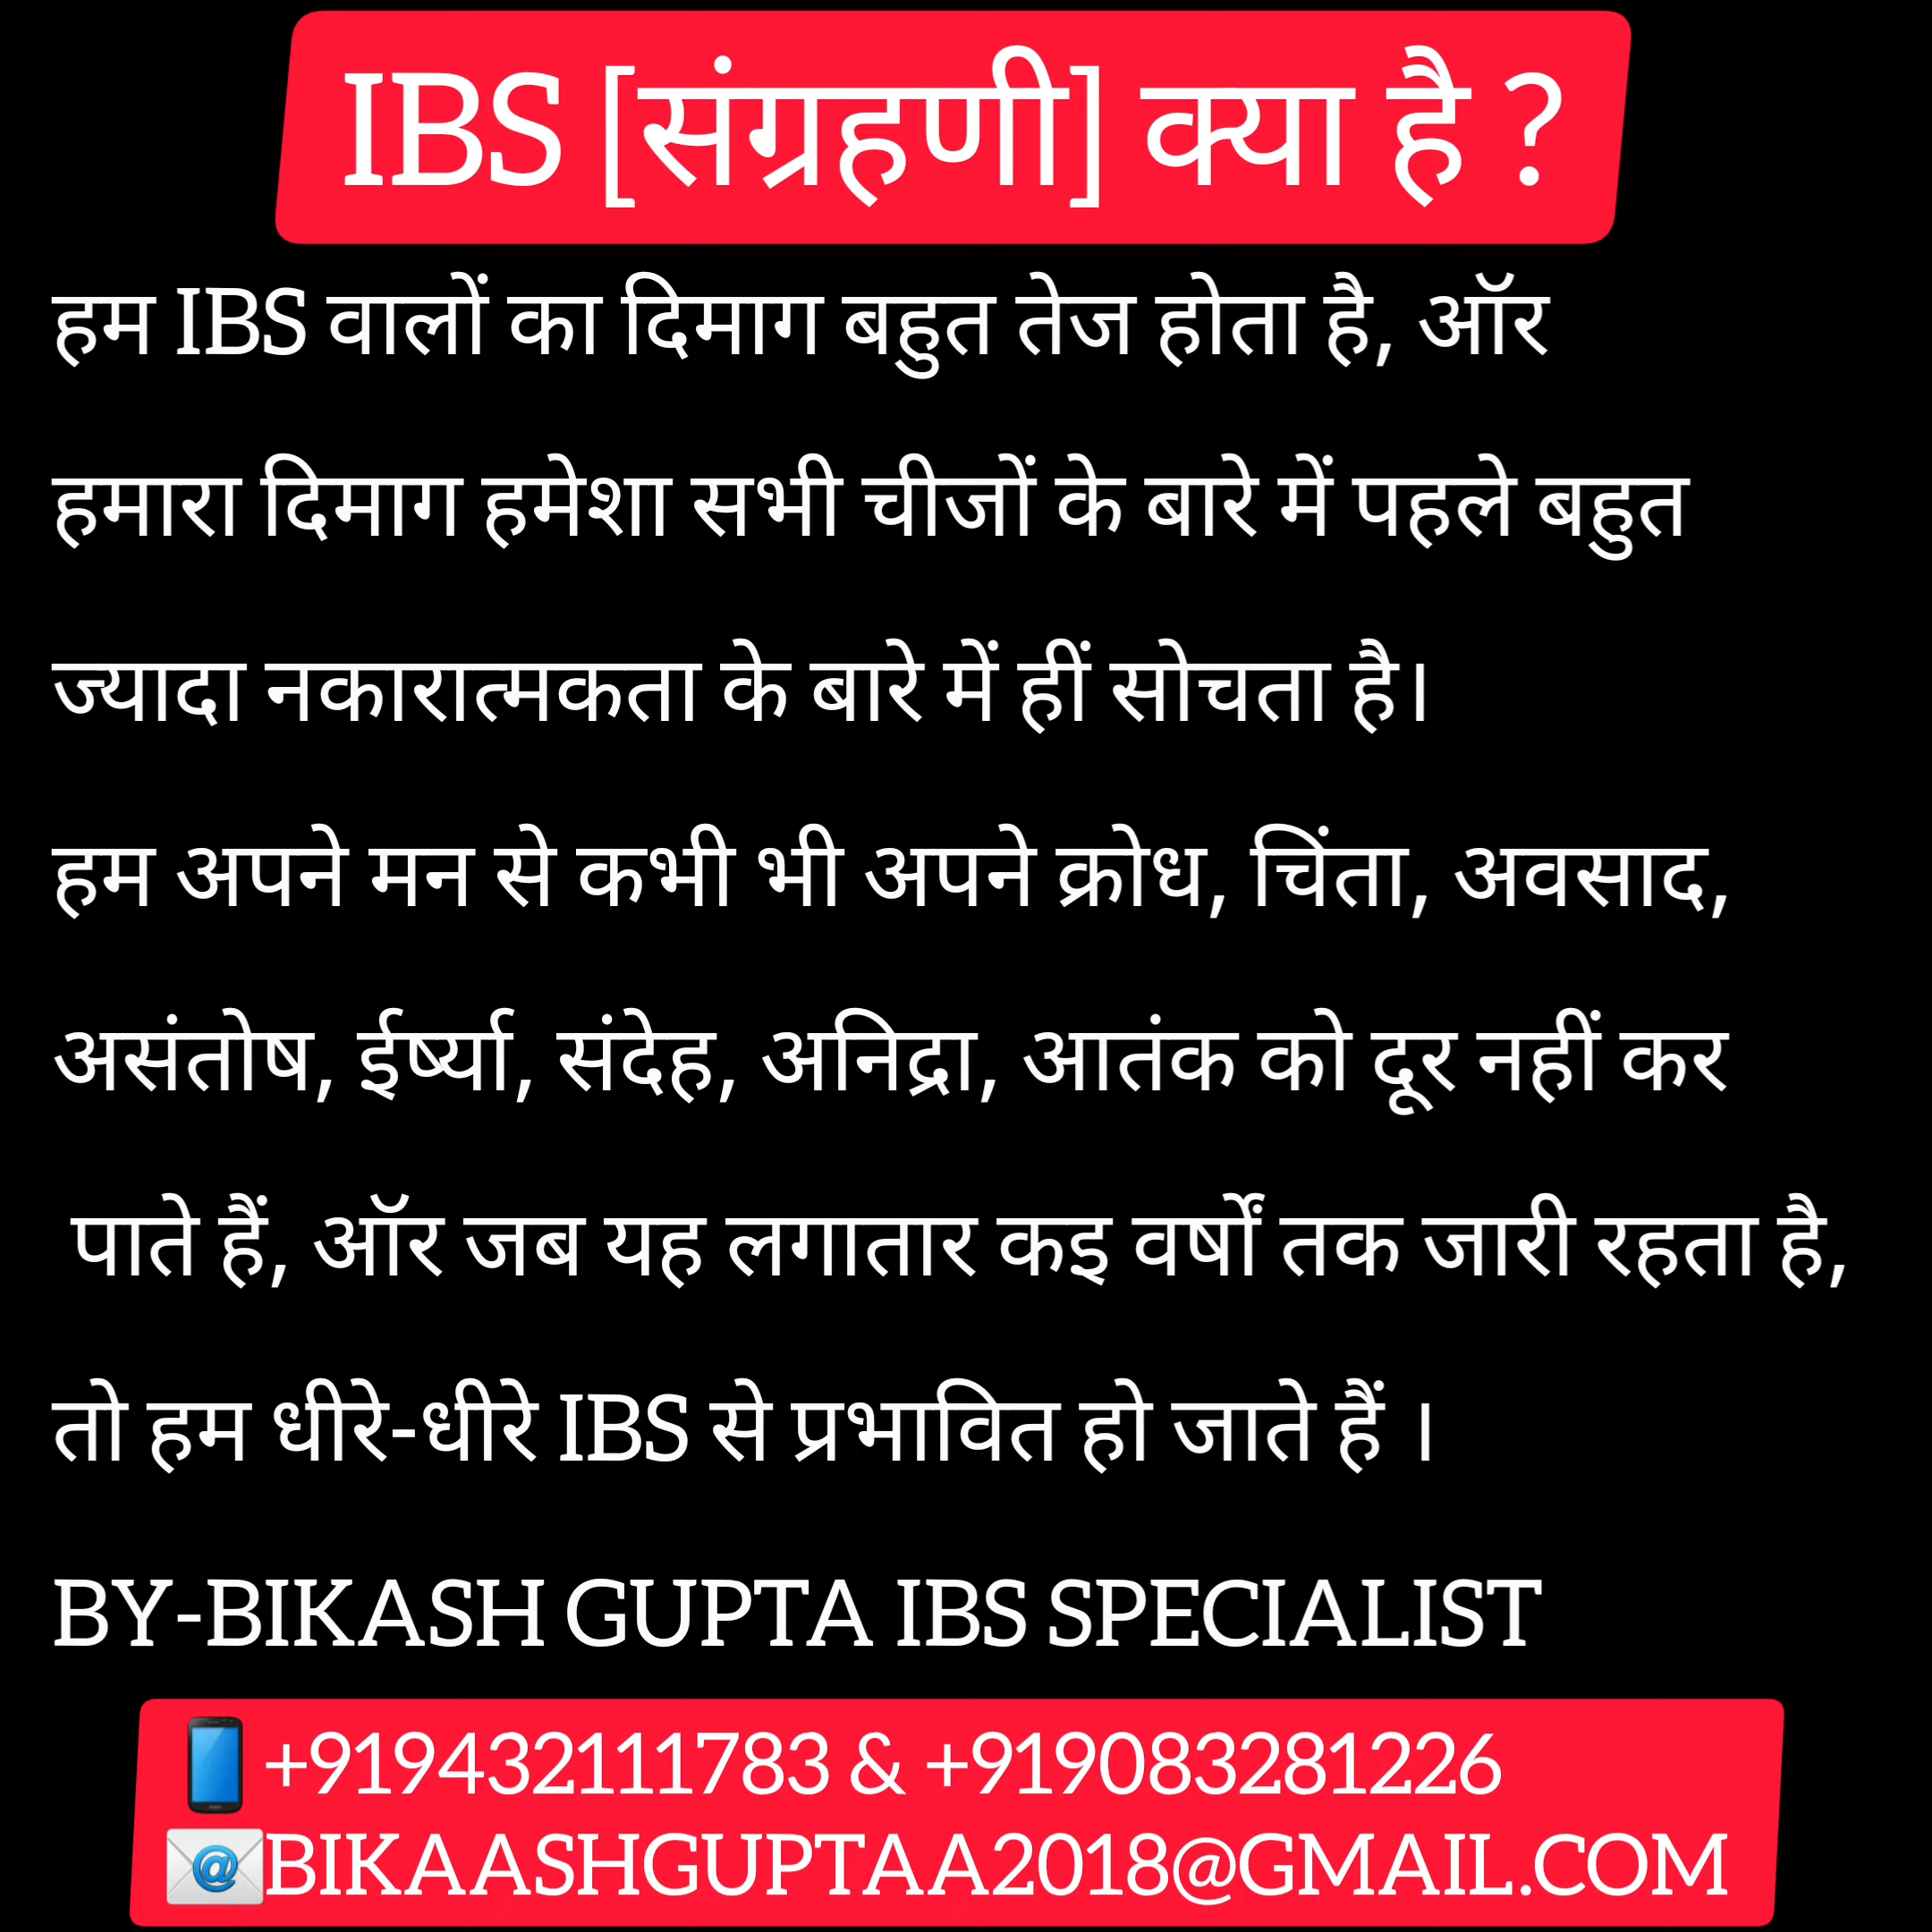 IBS [संग्रहणी] क्या है ?
हम IBS वालों का दिमाग बहुत तेज होता है, ऑर
हमारा दिमाग हमेशा सभी चीजों के बारे में पहले बहुत
ज्यादा नकारात्मकता के बारे में हीं सोचता है।
हम अपने मन से कभी भी अपने क्रोध, चिंता, अवसाद,
असंतोष, ईर्ष्या, संदेह, अनिद्रा, आतंक को दूर नहीं कर
पाते हैं, ऑर जब यह लगातार कइ वर्षों तक जारी रहता है,
तो हम धीरे-धीरे IBS से प्रभावित हो जाते हैं ।
BY-BIKASH GUPTA IBS SPECIALIST
+919432111783 & +919083281226
BIKAASHGUPTAA2018@GMAIL.COM